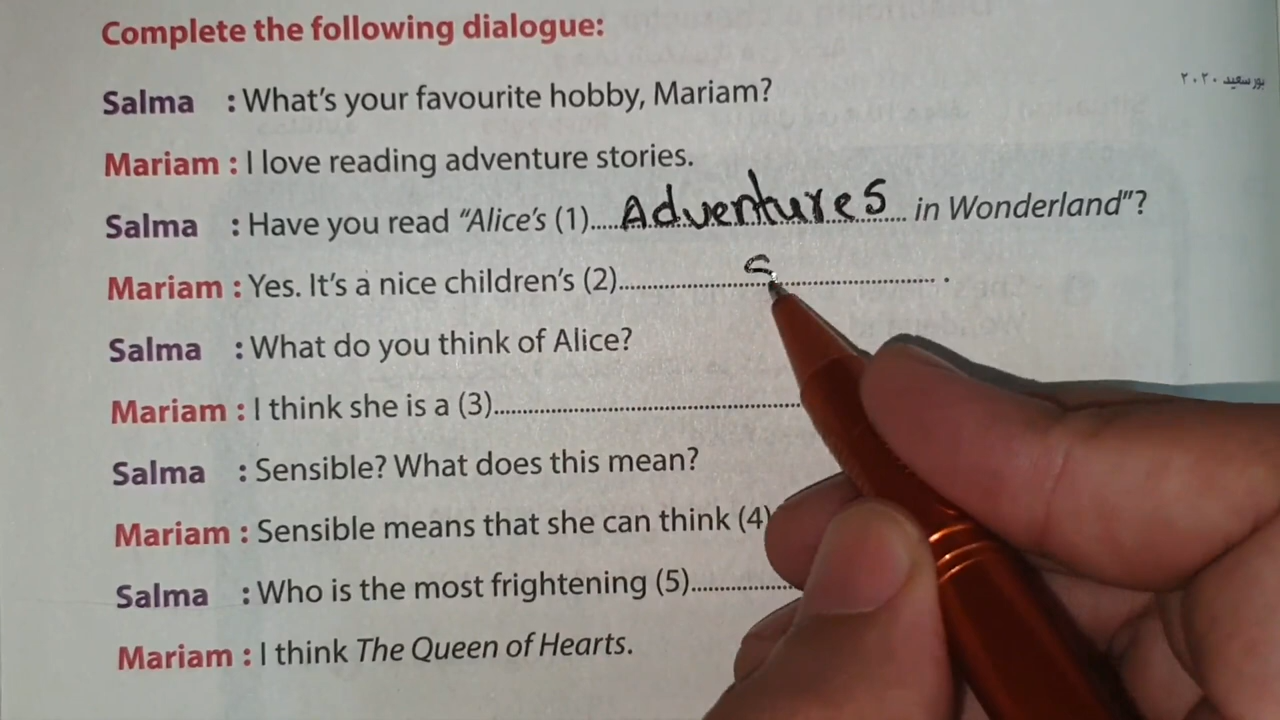 Complete the following dialogue:
بور سعيد ٢٠٢٠
Salma : What's your favourite hobby, Mariam?
Mariam : I love reading adventure stories.
Salma : Have you read "Alice's (1)..... Adventures ..... in Wonderland"?
Mariam : Yes. It's a nice children's (2)..... s ..... .
Salma : What do you think of Alice?
Mariam : I think she is a (3).....
Salma : Sensible? What does this mean?
Mariam : Sensible means that she can think (4)
Salma : Who is the most frightening (5).....
Mariam : I think The Queen of Hearts.